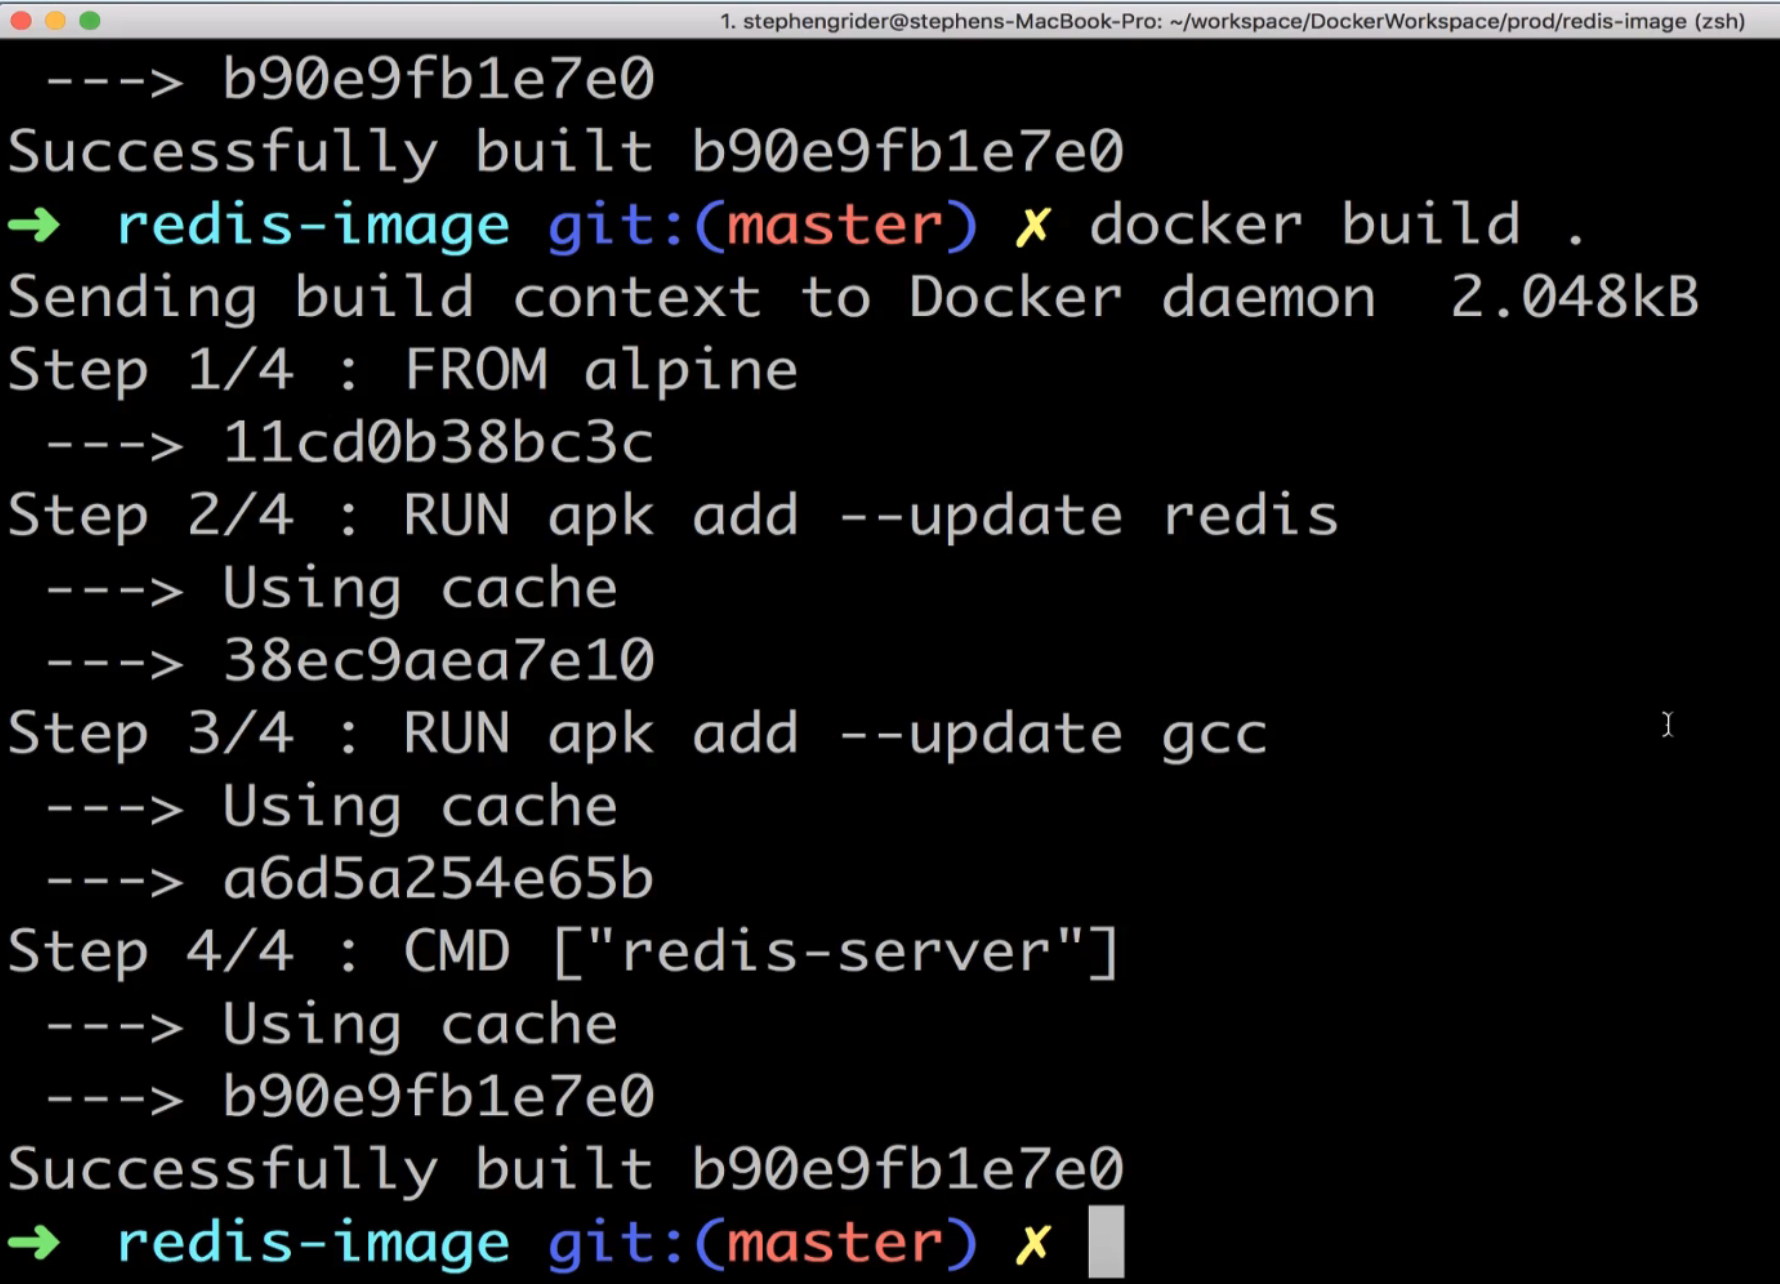 1. stephengrider@stephens-MacBook-Pro: ~/workspace/DockerWorkspace/prod/redis-image (zsh)
---> b90e9fb1e7e0
Successfully built b90e9fb1e7e0
➜ redis-image git:(master) ✗ docker build .
Sending build context to Docker daemon 2.048kB
Step 1/4 : FROM alpine
---> 11cd0b38bc3c
Step 2/4 : RUN apk add --update redis
---> Using cache
---> 38ec9aea7e10
Step 3/4 : RUN apk add --update gcc
---> Using cache
---> a6d5a254e65b
Step 4/4 : CMD ["redis-server"]
---> Using cache
---> b90e9fb1e7e0
Successfully built b90e9fb1e7e0
➜ redis-image git:(master) ✗